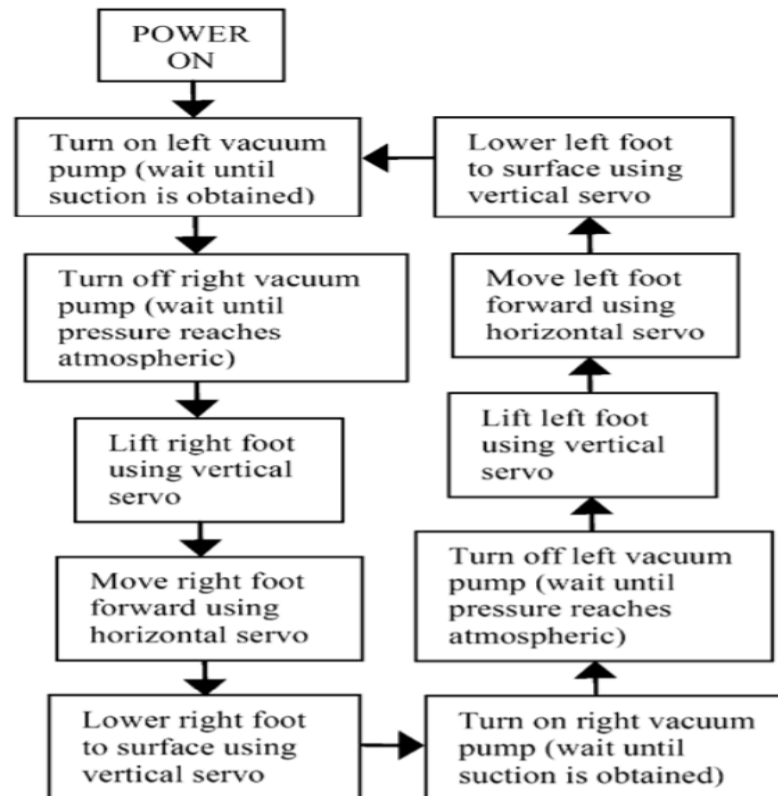 POWER
ON
Turn on left vacuum
pump (wait until
suction is obtained)
Turn off right vacuum
pump (wait until
pressure reaches
atmospheric)
Lift right foot
using vertical
servo
Move right foot
forward using
horizontal servo
Lower right foot
to surface using
vertical servo
Turn on right vacuum
pump (wait until
suction is obtained)
Turn off left vacuum
pump (wait until
pressure reaches
atmospheric)
Lift left foot
using vertical
servo
Move left foot
forward using
horizontal servo
Lower left foot
to surface using
vertical servo